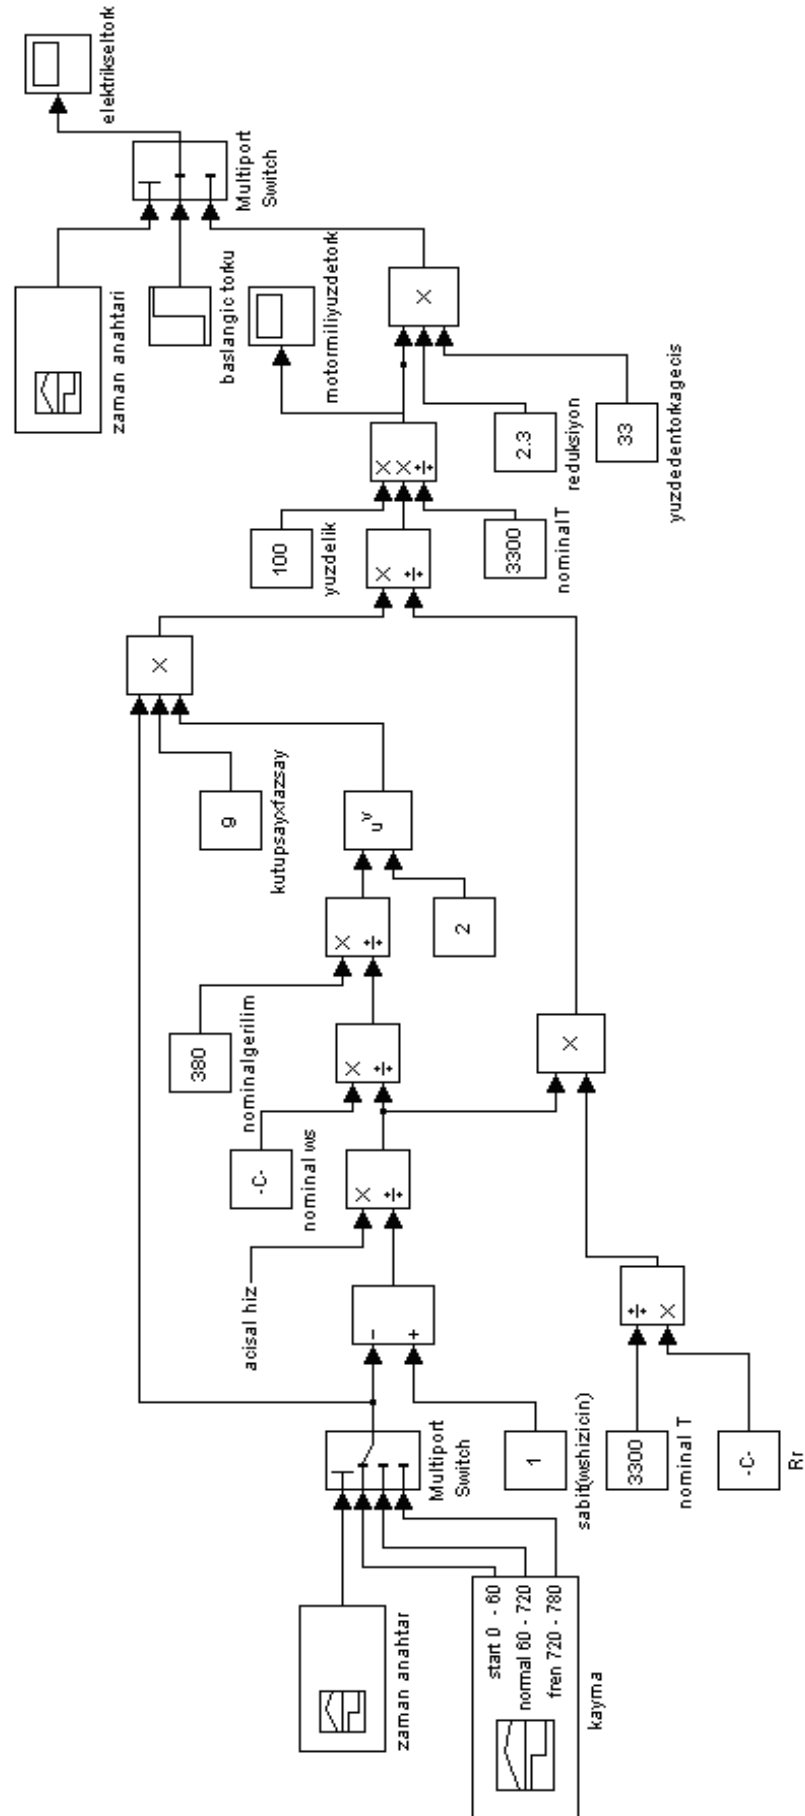 zaman anahtar
start 0 - 60
normal 60 - 720
fren 720 - 780
kayma
Multiport
Switch
1
sabit(wshizicin)
3300
nominal T
-C-
Rr
-
+
÷
×
acisal hiz
×
÷
-C-
nominal ws
×
÷
380
nominalgerilim
×
÷
2
u^v
9
kutupsayxfazsay
×
×
×
÷
100
yuzdelik
3300
nominalT
×
×
÷
motormiliyuzdetork
2.3
reduksiyon
33
yuzdedentorkagecis
×
zaman anahtari
baslangic torku
Multiport
Switch
elektrikseltork